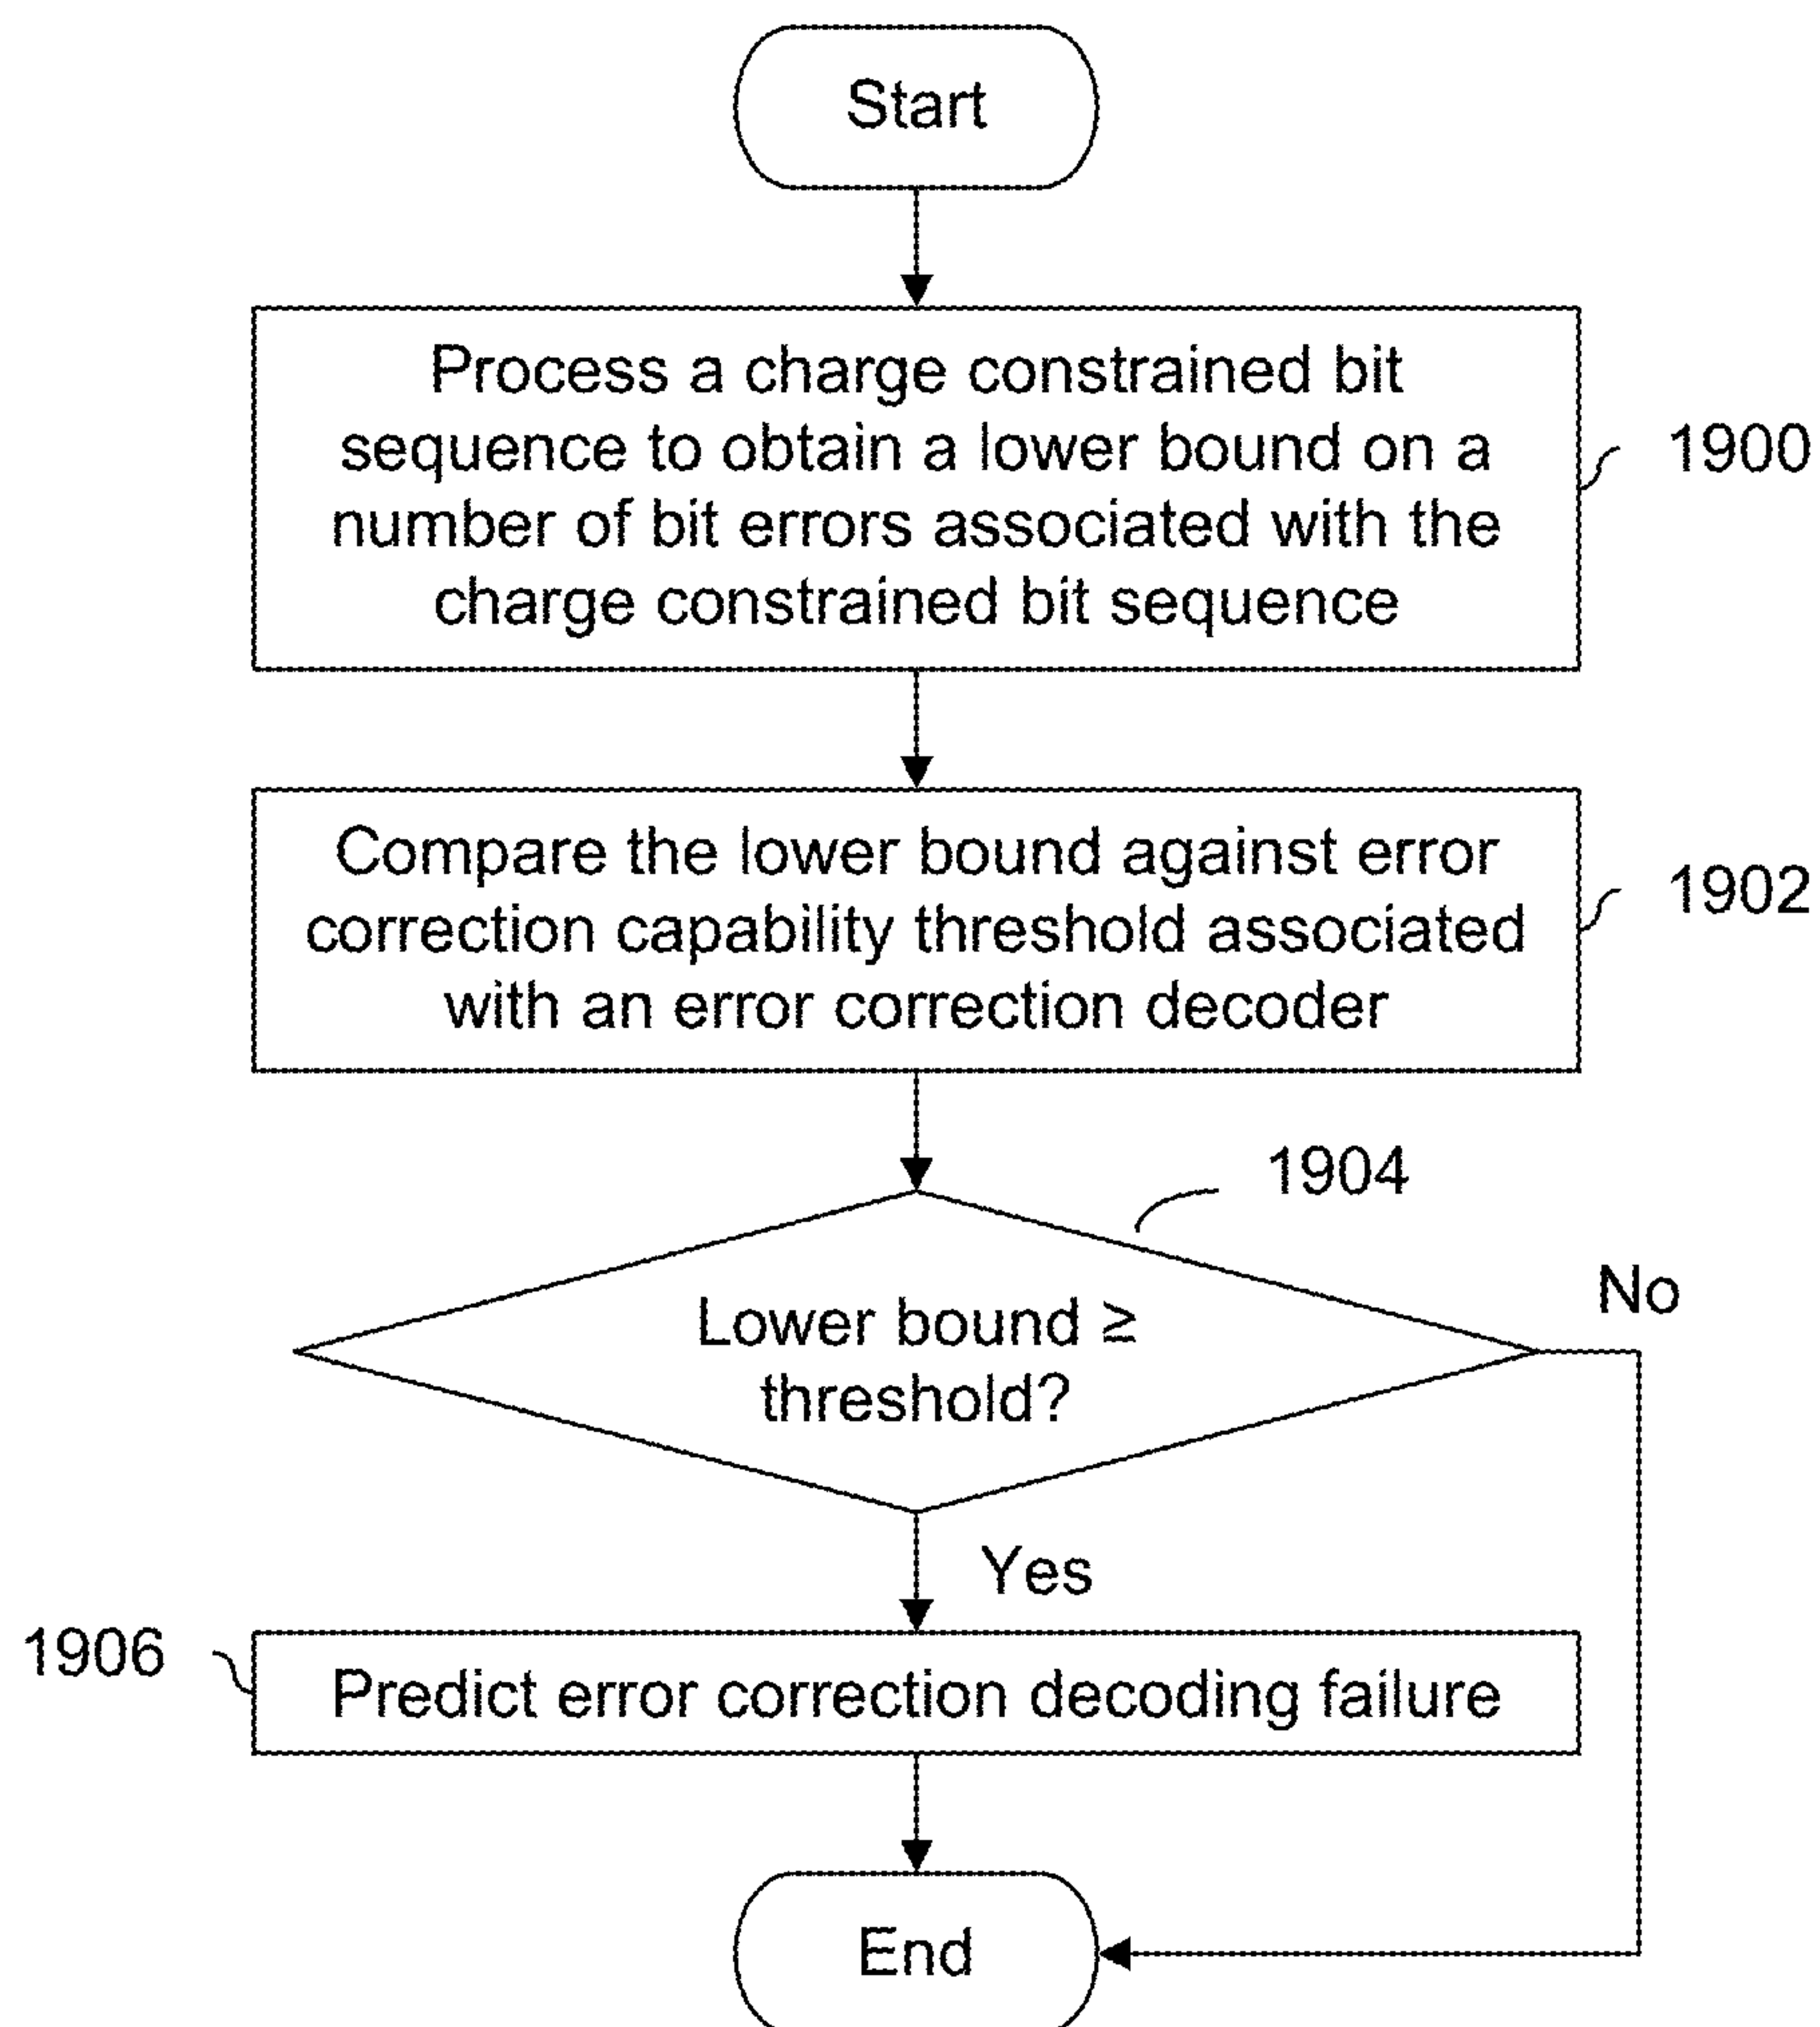 Start
Process a charge constrained bit
sequence to obtain a lower bound on a
number of bit errors associated with the
charge constrained bit sequence
1900
Compare the lower bound against error
correction capability threshold associated
with an error correction decoder
1902
1904
Lower bound ≥
threshold?
No
Yes
1906
Predict error correction decoding failure
End